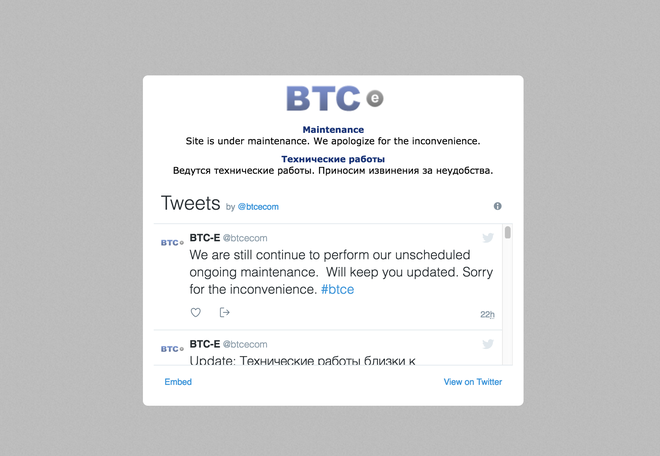 BTC e
Maintenance
Site is under maintenance. We apologize for the inconvenience.
Технические работы
Ведутся технические работы. Приносим извинения за неудобства.
Tweets by @btcecom
BTC e
BTC-E @btcecom
We are still continue to perform our unscheduled
ongoing maintenance. Will keep you updated. Sorry
for the inconvenience. #btce
22h
BTC e
BTC-E @btcecom
Update: Технические работы близки к
Embed
View on Twitter